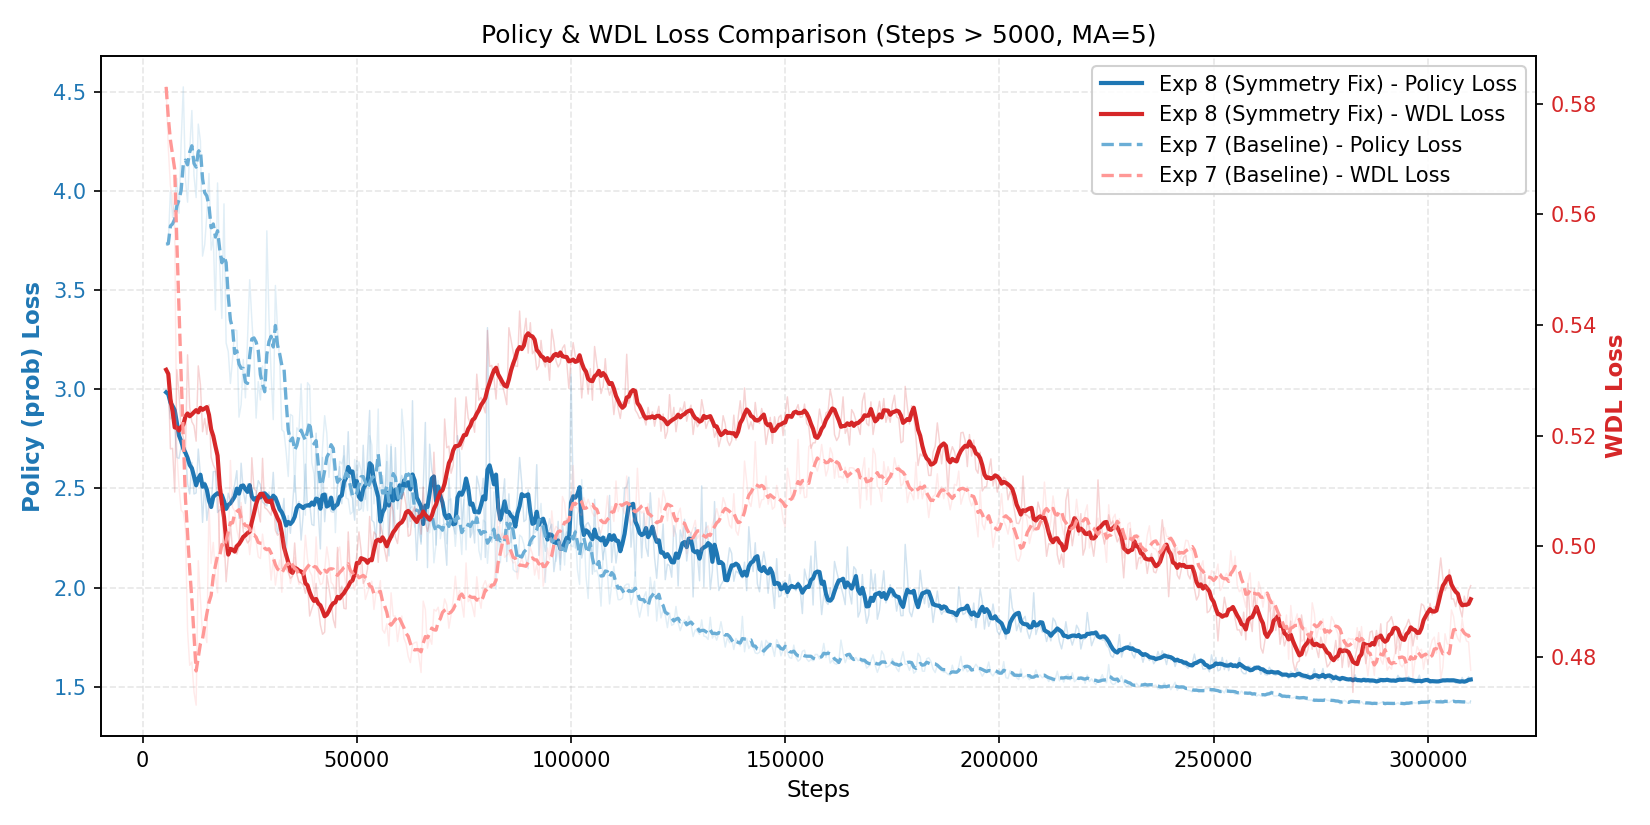 Policy & WDL Loss Comparison (Steps > 5000, MA=5)
Exp 8 (Symmetry Fix) - Policy Loss
Exp 8 (Symmetry Fix) - WDL Loss
Exp 7 (Baseline) - Policy Loss
Exp 7 (Baseline) - WDL Loss
Policy (prob) Loss
4.5
4.0
3.5
3.0
2.5
2.0
1.5
WDL Loss
0.58
0.56
0.54
0.52
0.50
0.48
0
50000
100000
150000
200000
250000
300000
Steps